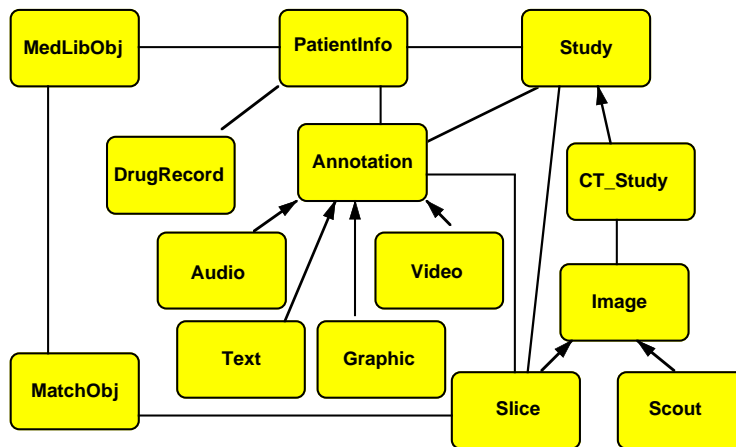 MedLibObj
PatientInfo
Study
DrugRecord
Annotation
CT_Study
Audio
Video
Image
Text
Graphic
MatchObj
Slice
Scout